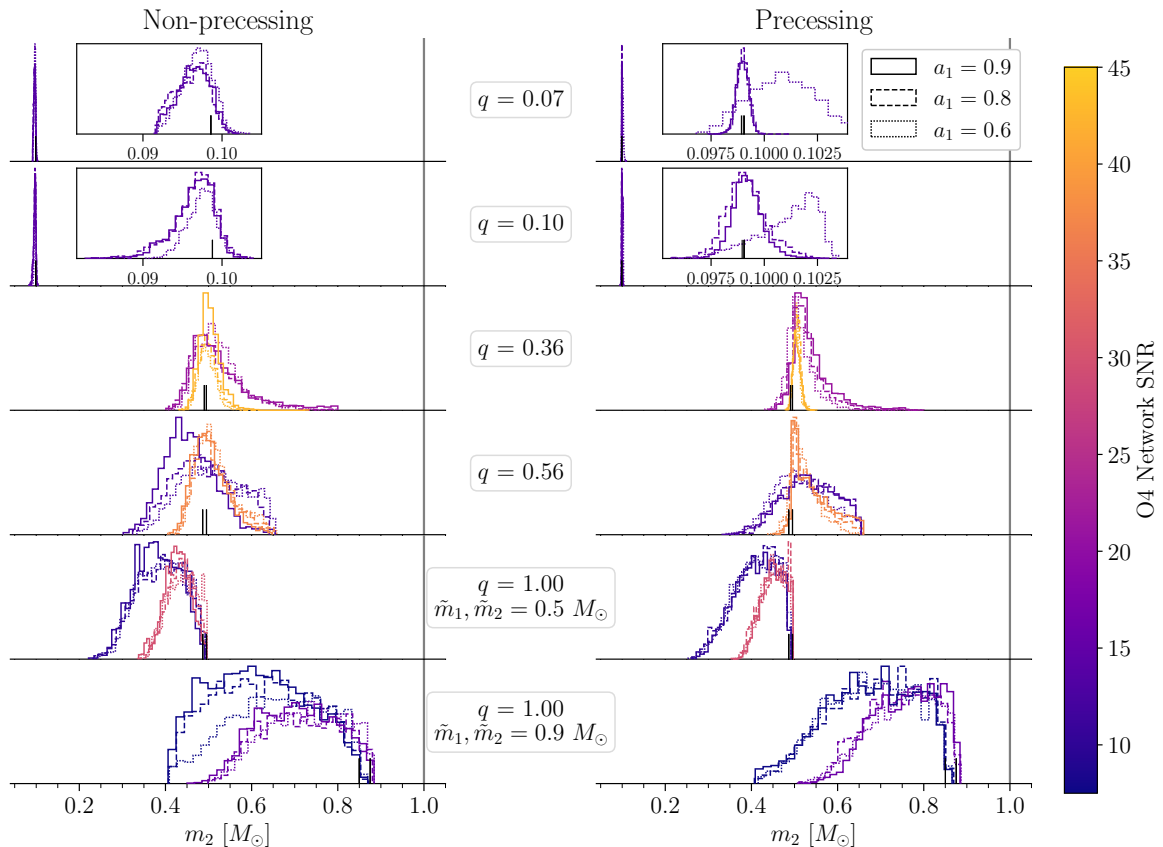 Non-precessing
Precessing
0.09 0.10
q = 0.07
0.0975 0.1000 0.1025
a₁ = 0.9
a₁ = 0.8
a₁ = 0.6
0.09 0.10
q = 0.10
0.0975 0.1000 0.1025
q = 0.36
q = 0.56
q = 1.00
m̃₁, m̃₂ = 0.5 M⊙
q = 1.00
m̃₁, m̃₂ = 0.9 M⊙
0.2 0.4 0.6 0.8 1.0
m₂ [M⊙]
0.2 0.4 0.6 0.8 1.0
m₂ [M⊙]
45
40
35
30
25
20
15
10
O4 Network SNR